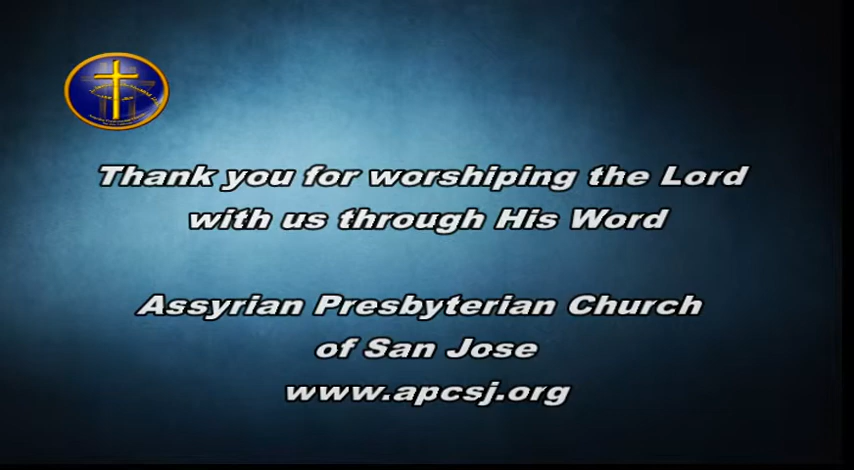 Thank you for worshiping the Lord
with us through His Word
Assyrian Presbyterian Church
of San Jose
www.apcsj.org